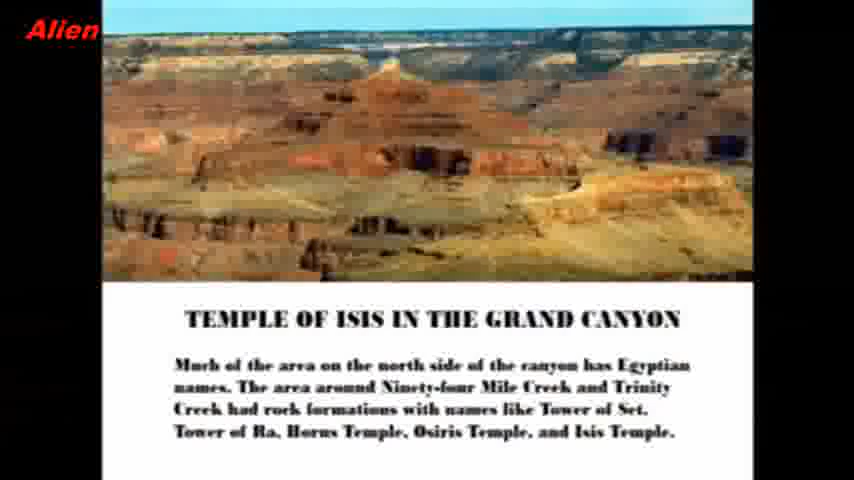 Alien
TEMPLE OF ISIS IN THE GRAND CANYON
Much of the area on the north side of the canyon has Egyptian
names. The area around Ninety-four Mile Creek and Trinity
Creek had rock formations with names like Tower of Set,
Tower of Ra, Horus Temple, Osiris Temple, and Isis Temple.